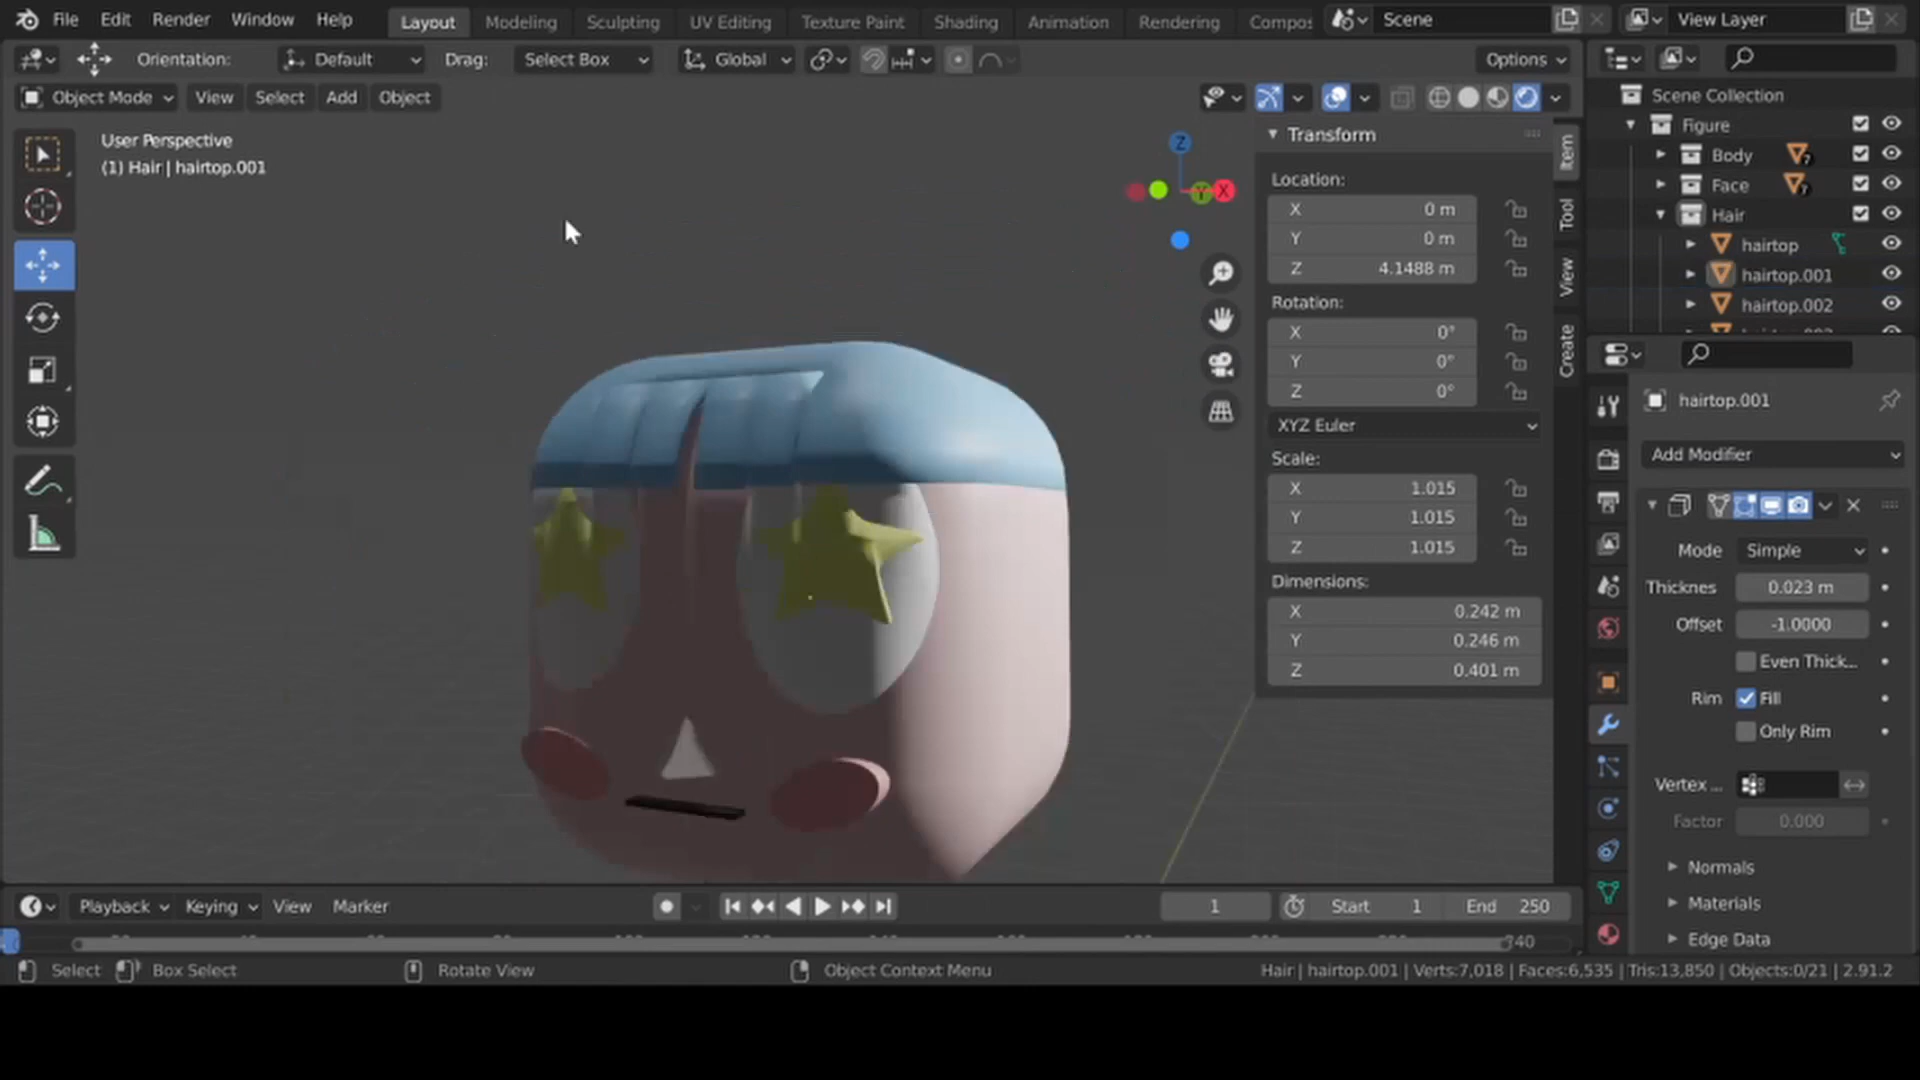 File Edit Render Window Help Layout Modeling Sculpting UV Editing Texture Paint Shading Animation Rendering Compos Scene View Layer
Orientation: Default Drag: Select Box Global Options
Object Mode View Select Add Object
User Perspective
(1) Hair | hairtop.001
Z
Y X
Transform
Location:
X 0 m
Y 0 m
Z 4.1488 m
Rotation:
X 0°
Y 0°
Z 0°
XYZ Euler
Scale:
X 1.015
Y 1.015
Z 1.015
Dimensions:
X 0.242 m
Y 0.246 m
Z 0.401 m
Item
Tool
View
Create
Scene Collection
Figure
Body 7
Face 7
Hair
hairtop
hairtop.001
hairtop.002
hairtop.001
Add Modifier
Mode Simple
Thicknes 0.023 m
Offset -1.0000
Even Thick...
Rim Fill
Only Rim
Vertex ...
Factor 0.000
Normals
Materials
Edge Data
Playback Keying View Marker 1 Start 1 End 250
Select Box Select Rotate View Object Context Menu Hair | hairtop.001 | Verts:7,018 | Faces:6,535 | Tris:13,850 | Objects:0/21 | 2.91.2